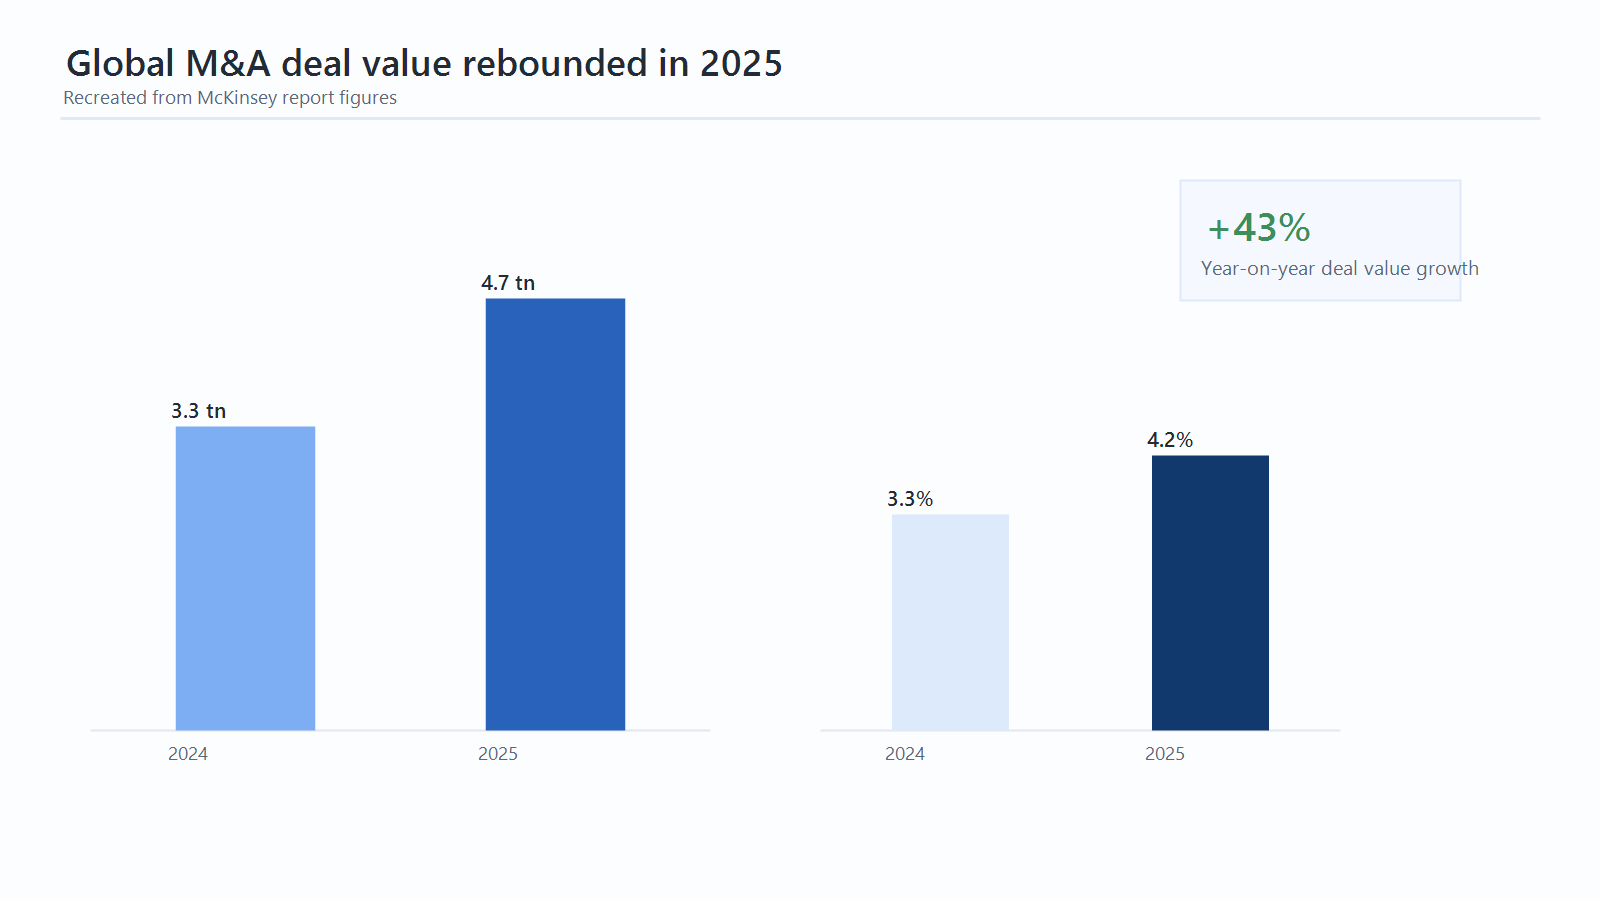 Global M&A deal value rebounded in 2025
Recreated from McKinsey report figures
+43%
Year-on-year deal value growth
4.7 tn
3.3 tn
4.2%
3.3%
2024
2025
2024
2025